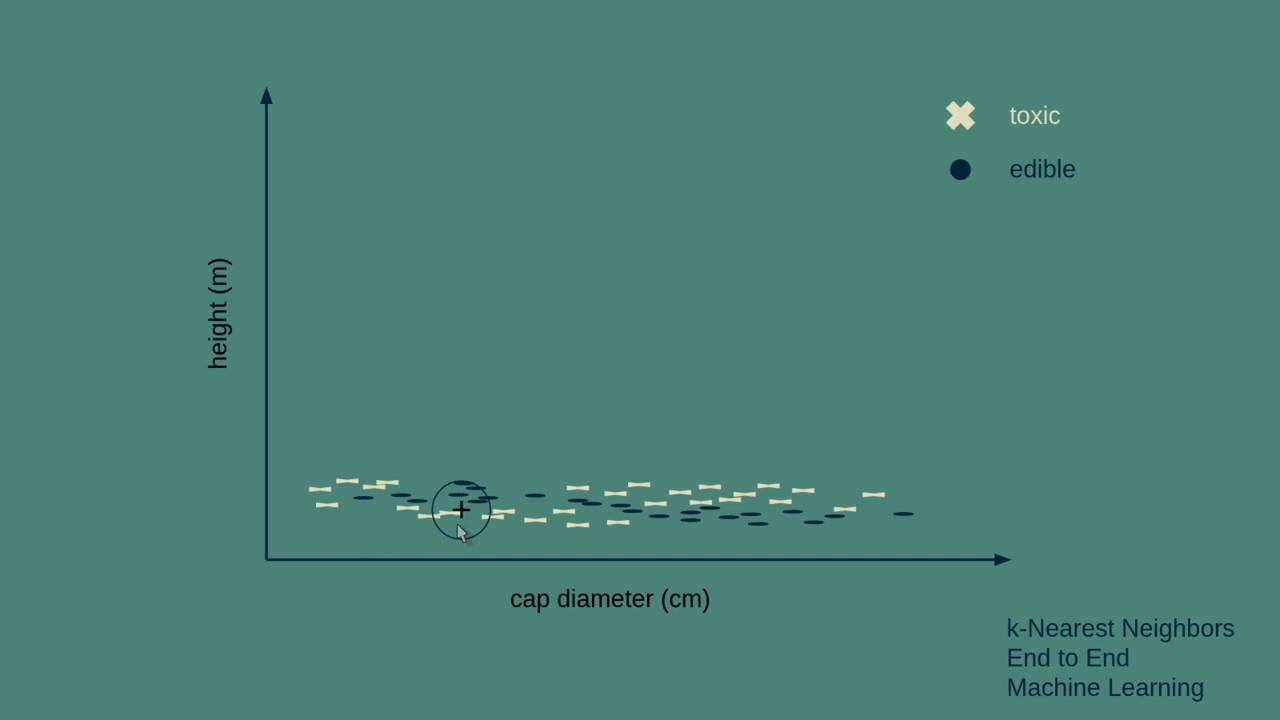 toxic
edible
height (m)
cap diameter (cm)
k-Nearest Neighbors
End to End
Machine Learning